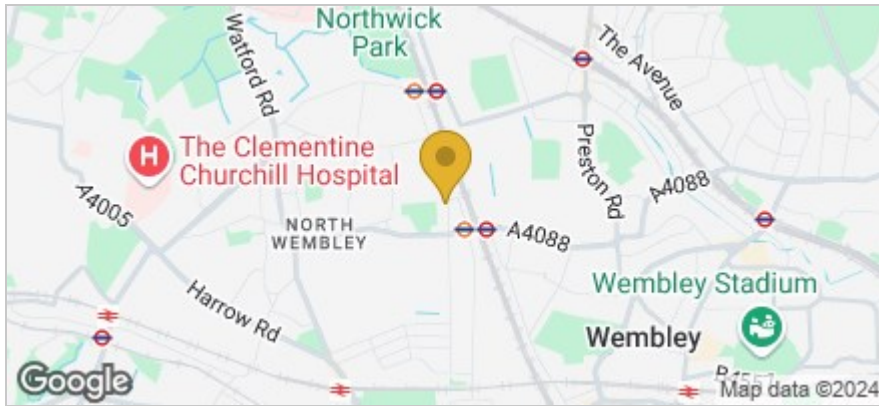 Northwick
Park
Watford Rd
The Avenue
H
The Clementine
Churchill Hospital
Preston Rd
A4088
A4005
NORTH
WEMBLEY
A4088
Wembley Stadium
Harrow Rd
Wembley
Google
Map data ©2024